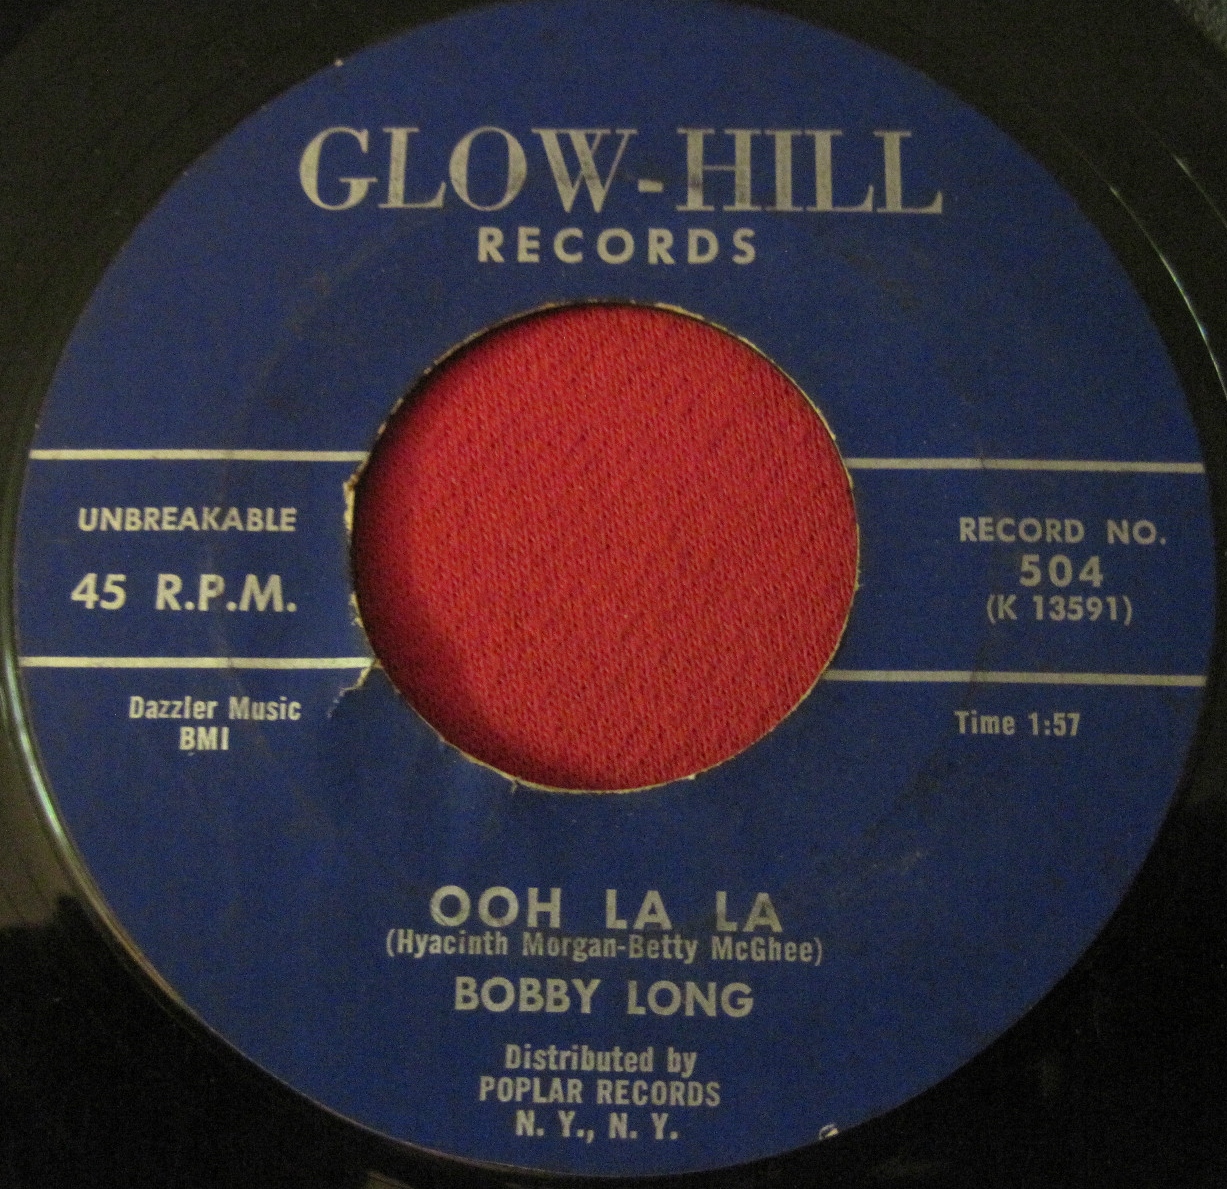 GLOW-HILL
RECORDS
UNBREAKABLE
45 R.P.M.
RECORD NO.
504
(K 13591)
Dazzler Music
BMI
Time 1:57
OOH LA LA
(Hyacinth Morgan-Betty McGhee)
BOBBY LONG
Distributed by
POPLAR RECORDS
N. Y., N. Y.